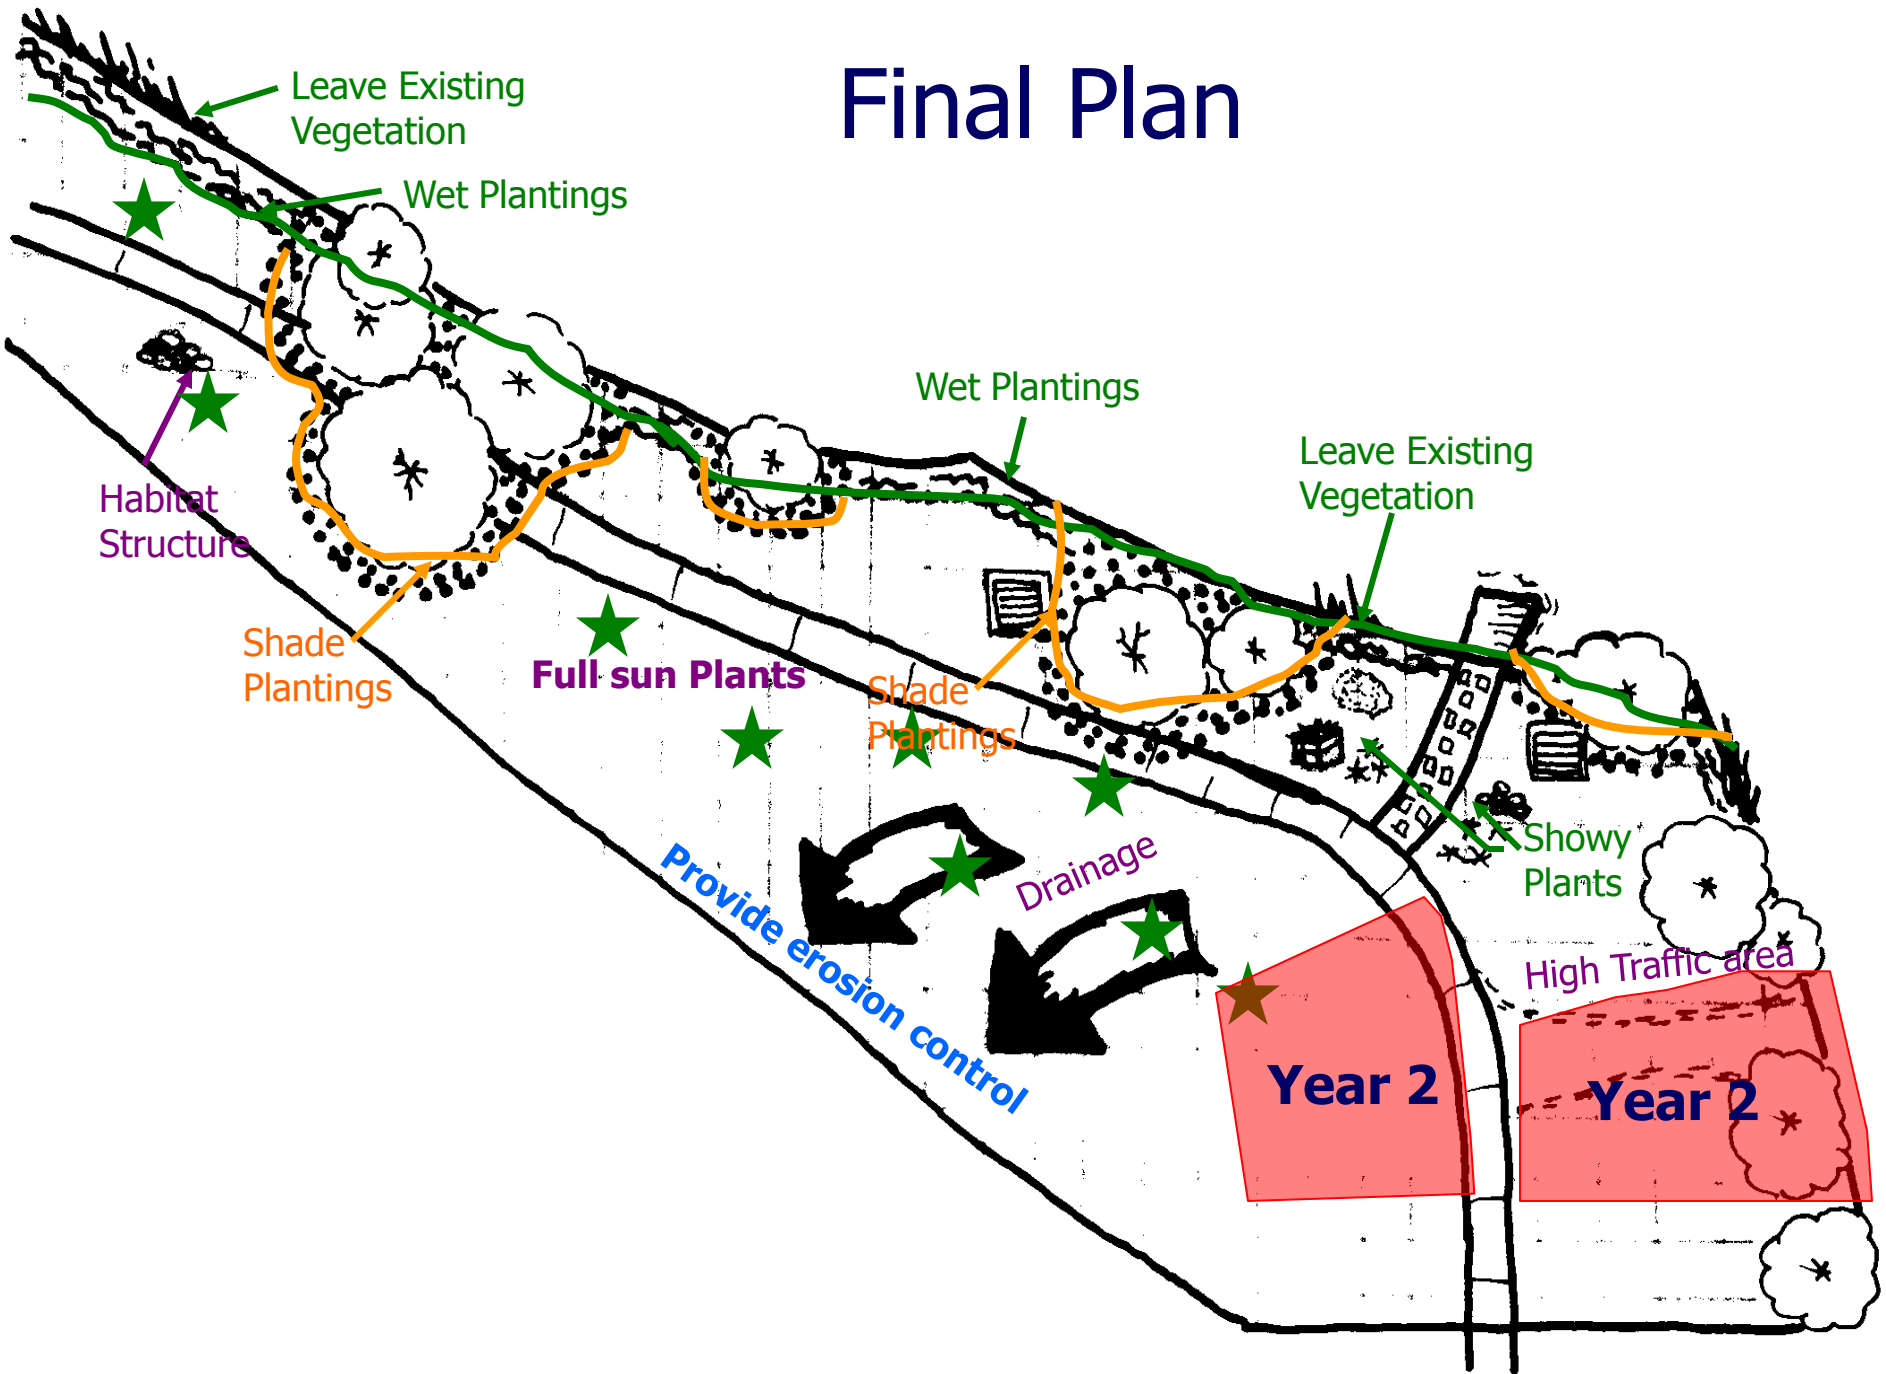 Final Plan
Leave Existing
Vegetation
Wet Plantings
Wet Plantings
Leave Existing
Vegetation
Habitat
Structure
Shade
Plantings
Full sun Plants
Shade
Plantings
Showy
Plants
Drainage
Provide erosion control
High Traffic area
Year 2
Year 2